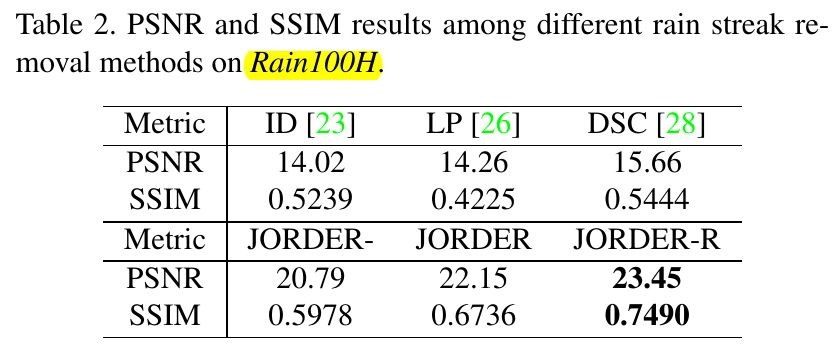 Table 2. PSNR and SSIM results among different rain streak re-
moval methods on Rain100H.
Metric ID [23] LP [26] DSC [28]
PSNR 14.02 14.26 15.66
SSIM 0.5239 0.4225 0.5444
Metric JORDER- JORDER JORDER-R
PSNR 20.79 22.15 23.45
SSIM 0.5978 0.6736 0.7490